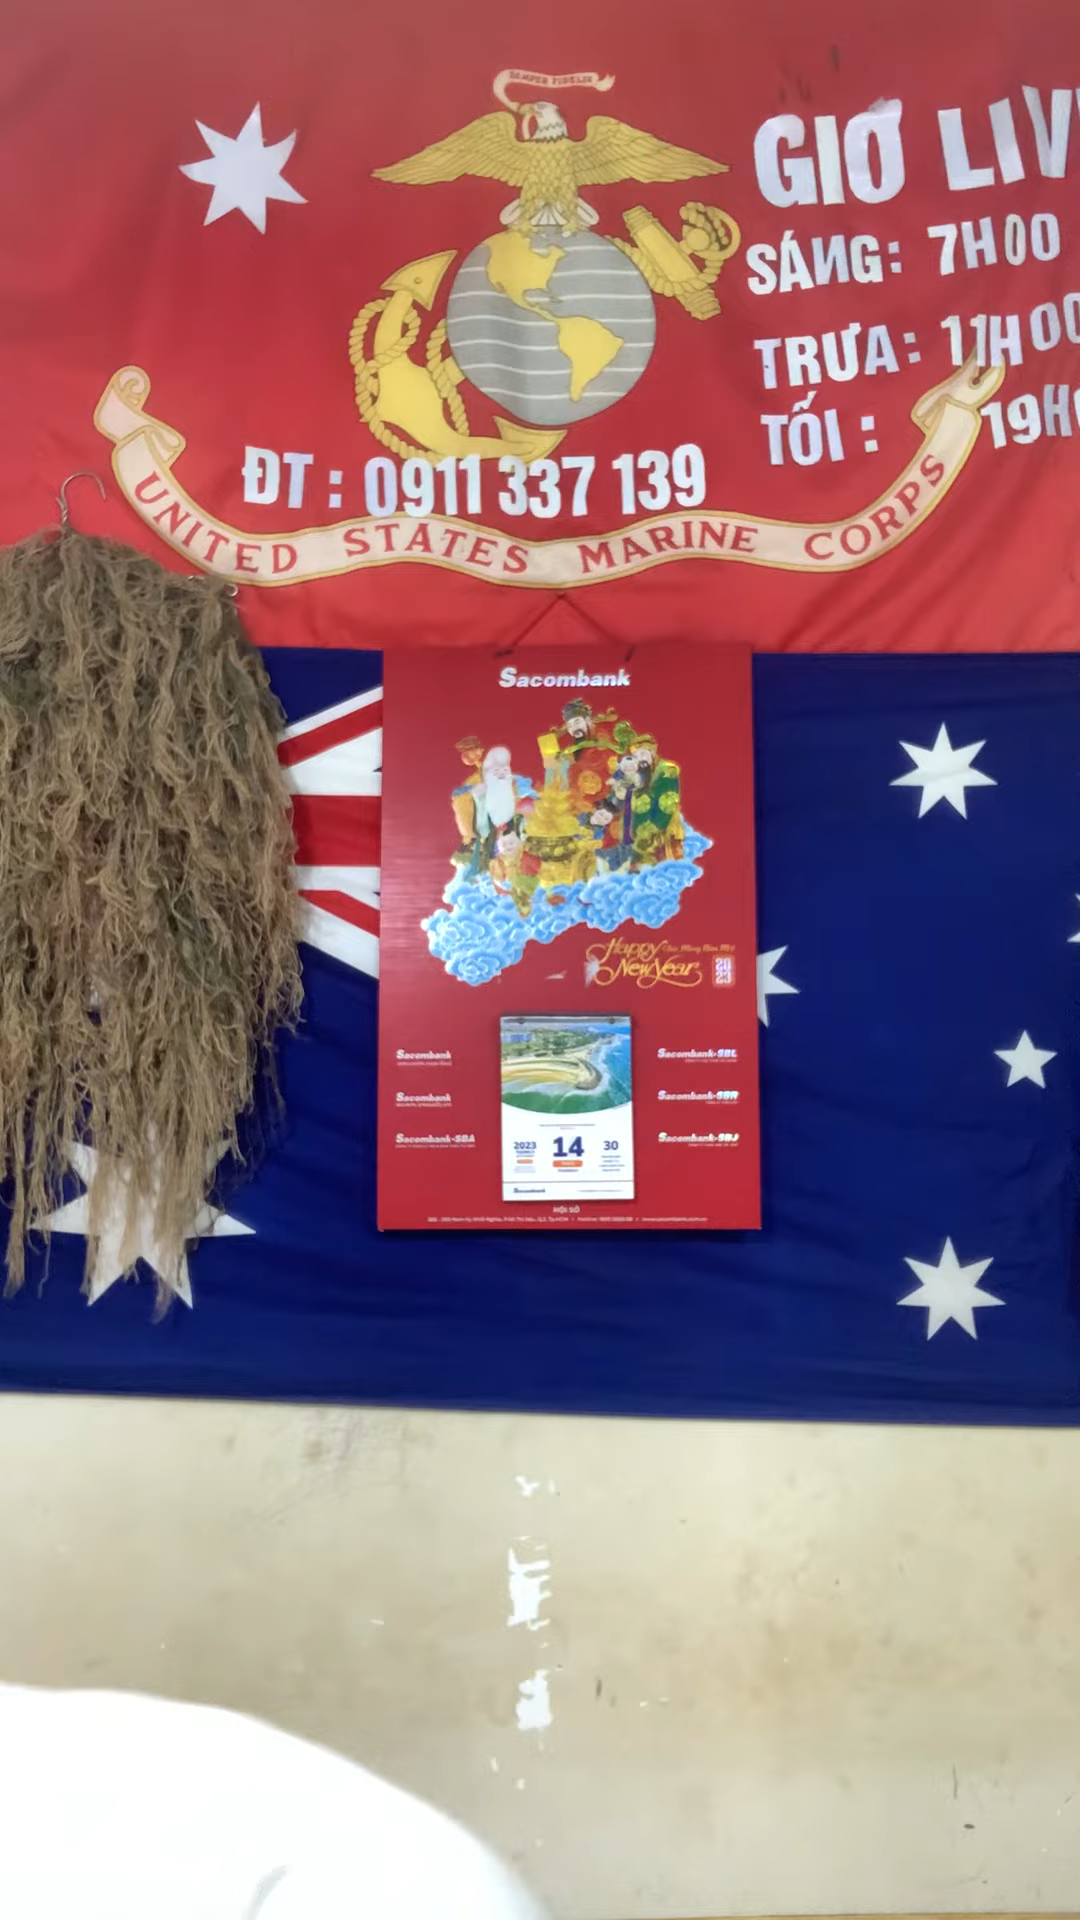 SEMPER FIDELIS
GIỜ LIV
SÁNG: 7H00
TRƯA: 11H00
TỐI : 19H
ĐT : 0911 337 139
UNITED STATES MARINE CORPS
Sacombank
Happy New Year
2023
Sacombank
Sacombank
Sacombank-SBA
Sacombank-SBL
Sacombank-SBR
Sacombank-SBJ
2023
14
30
Sacombank
HỘI SỞ